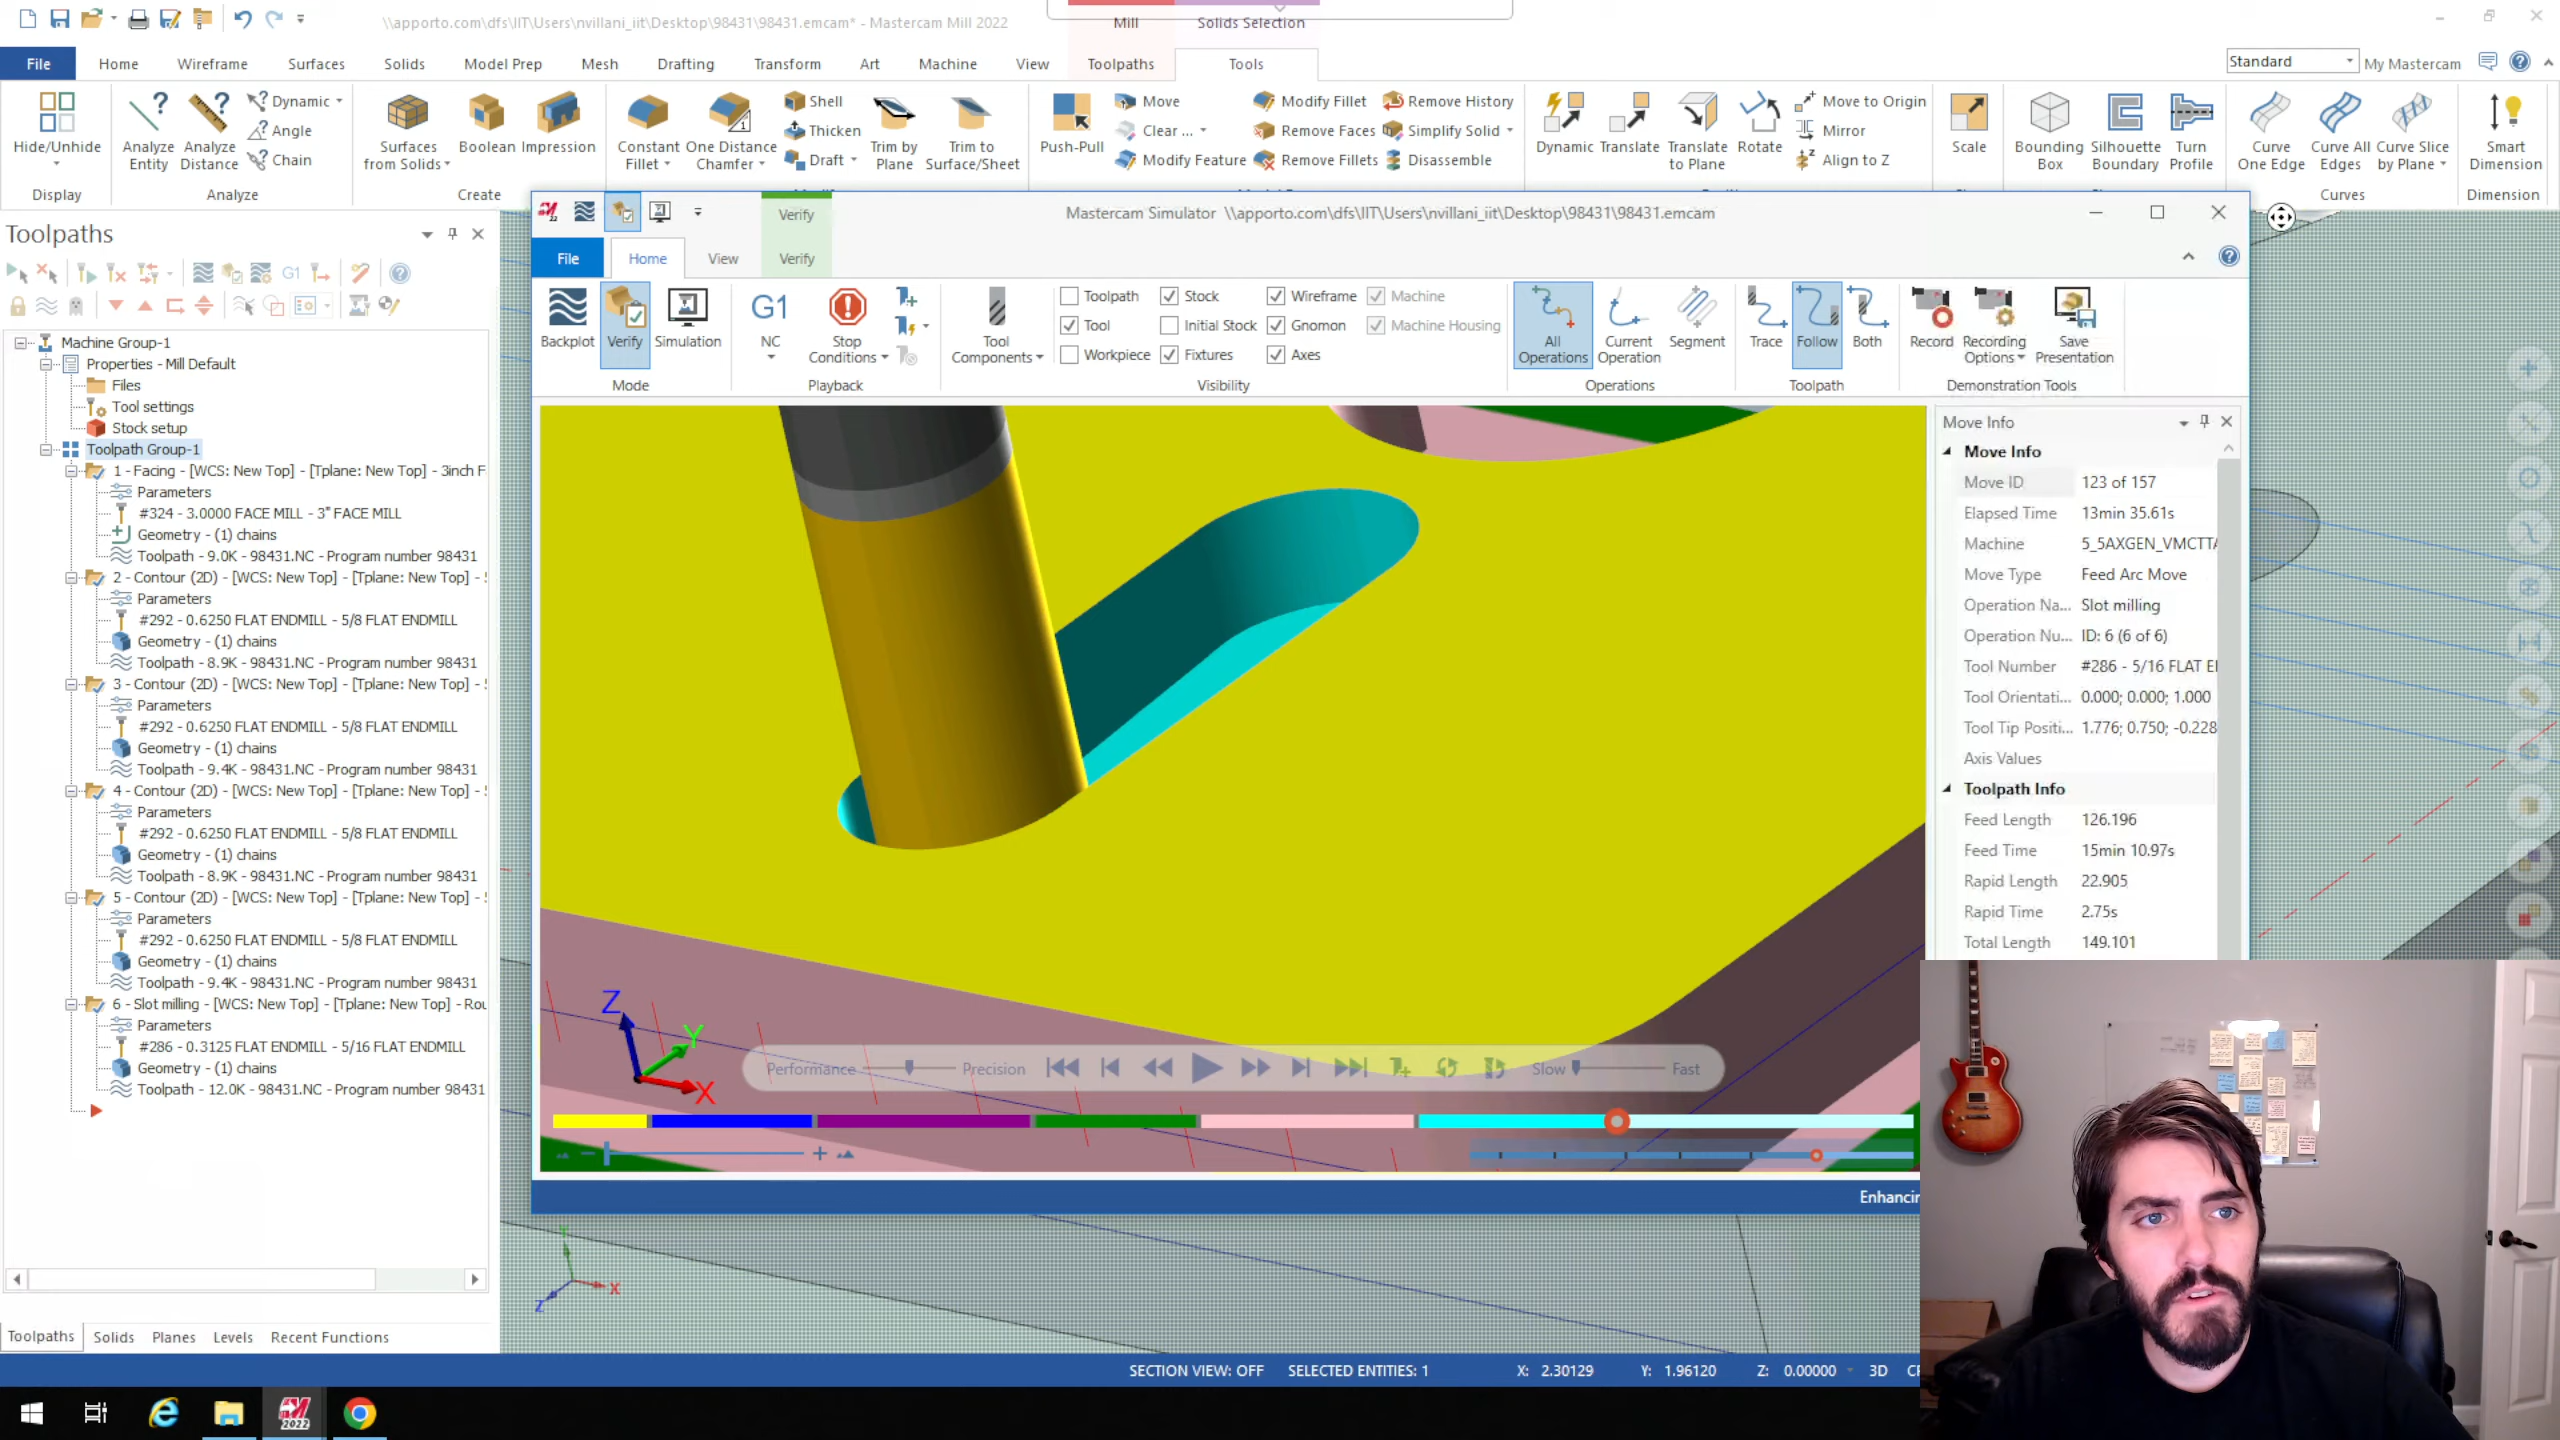 \\apporto.com\dfs\IIT\Users\nvillani_iit\Desktop\98431\98431.emcam* - Mastercam Mill 2022
Mill
Solids Selection
File
Home
Wireframe
Surfaces
Solids
Model Prep
Mesh
Drafting
Transform
Art
Machine
View
Toolpaths
Tools
Standard
My Mastercam
Hide/Unhide
Display
Analyze Entity
Analyze Distance
Dynamic
Angle
Chain
Analyze
Surfaces from Solids
Boolean
Impression
Create
Constant Fillet
One Distance Chamfer
Shell
Thicken
Draft
Trim by Plane
Trim to Surface/Sheet
Push-Pull
Move
Clear ...
Modify Feature
Modify Fillet
Remove Faces
Remove Fillets
Remove History
Simplify Solid
Disassemble
Dynamic
Translate
Translate to Plane
Rotate
Move to Origin
Mirror
Align to Z
Scale
Bounding Box
Silhouette Boundary
Turn Profile
Curve One Edge
Curve All Edges
Curve Slice by Plane
Curves
Smart Dimension
Dimension
Toolpaths
G1
Machine Group-1
Properties - Mill Default
Files
Tool settings
Stock setup
Toolpath Group-1
1 - Facing - [WCS: New Top] - [Tplane: New Top] - 3inch F
Parameters
#324 - 3.0000 FACE MILL - 3" FACE MILL
Geometry - (1) chains
Toolpath - 9.0K - 98431.NC - Program number 98431
2 - Contour (2D) - [WCS: New Top] - [Tplane: New Top] -
Parameters
#292 - 0.6250 FLAT ENDMILL - 5/8 FLAT ENDMILL
Geometry - (1) chains
Toolpath - 8.9K - 98431.NC - Program number 98431
3 - Contour (2D) - [WCS: New Top] - [Tplane: New Top] -
Parameters
#292 - 0.6250 FLAT ENDMILL - 5/8 FLAT ENDMILL
Geometry - (1) chains
Toolpath - 9.4K - 98431.NC - Program number 98431
4 - Contour (2D) - [WCS: New Top] - [Tplane: New Top] -
Parameters
#292 - 0.6250 FLAT ENDMILL - 5/8 FLAT ENDMILL
Geometry - (1) chains
Toolpath - 8.9K - 98431.NC - Program number 98431
5 - Contour (2D) - [WCS: New Top] - [Tplane: New Top] -
Parameters
#292 - 0.6250 FLAT ENDMILL - 5/8 FLAT ENDMILL
Geometry - (1) chains
Toolpath - 9.4K - 98431.NC - Program number 98431
6 - Slot milling - [WCS: New Top] - [Tplane: New Top] - Rou
Parameters
#286 - 0.3125 FLAT ENDMILL - 5/16 FLAT ENDMILL
Geometry - (1) chains
Toolpath - 12.0K - 98431.NC - Program number 98431
Toolpaths
Solids
Planes
Levels
Recent Functions
Verify
Mastercam Simulator \\apporto.com\dfs\IIT\Users\nvillani_iit\Desktop\98431\98431.emcam
File
Home
View
Verify
Backplot
Verify
Simulation
Mode
G1
NC
Stop Conditions
Playback
Tool Components
Toolpath
Tool
Workpiece
Stock
Initial Stock
Fixtures
Wireframe
Gnomon
Axes
Machine
Machine Housing
Visibility
All Operations
Current Operation
Segment
Operations
Trace
Follow
Both
Toolpath
Record
Recording Options
Save Presentation
Demonstration Tools
Move Info
Move Info
Move ID 123 of 157
Elapsed Time 13min 35.61s
Machine 5_5AXGEN_VMCTTA
Move Type Feed Arc Move
Operation Na... Slot milling
Operation Nu... ID: 6 (6 of 6)
Tool Number #286 - 5/16 FLAT EI
Tool Orientati... 0.000; 0.000; 1.000
Tool Tip Positi... 1.776; 0.750; -0.228
Axis Values
Toolpath Info
Feed Length 126.196
Feed Time 15min 10.97s
Rapid Length 22.905
Rapid Time 2.75s
Total Length 149.101
Z
Y
X
Performance
Precision
Slow
Fast
Enhancin
Y
X
Z
SECTION VIEW: OFF
SELECTED ENTITIES: 1
X: 2.30129
Y: 1.96120
Z: 0.00000
3D
2022